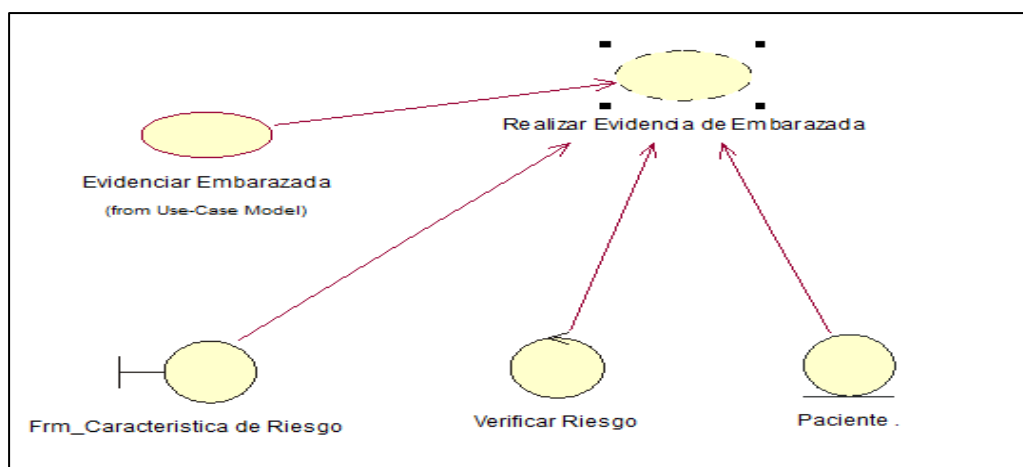 Realizar Evidencia de Embarazada
Evidenciar Embarazada
(from Use-Case Model)
Frm_Caracteristica de Riesgo
Verificar Riesgo
Paciente .